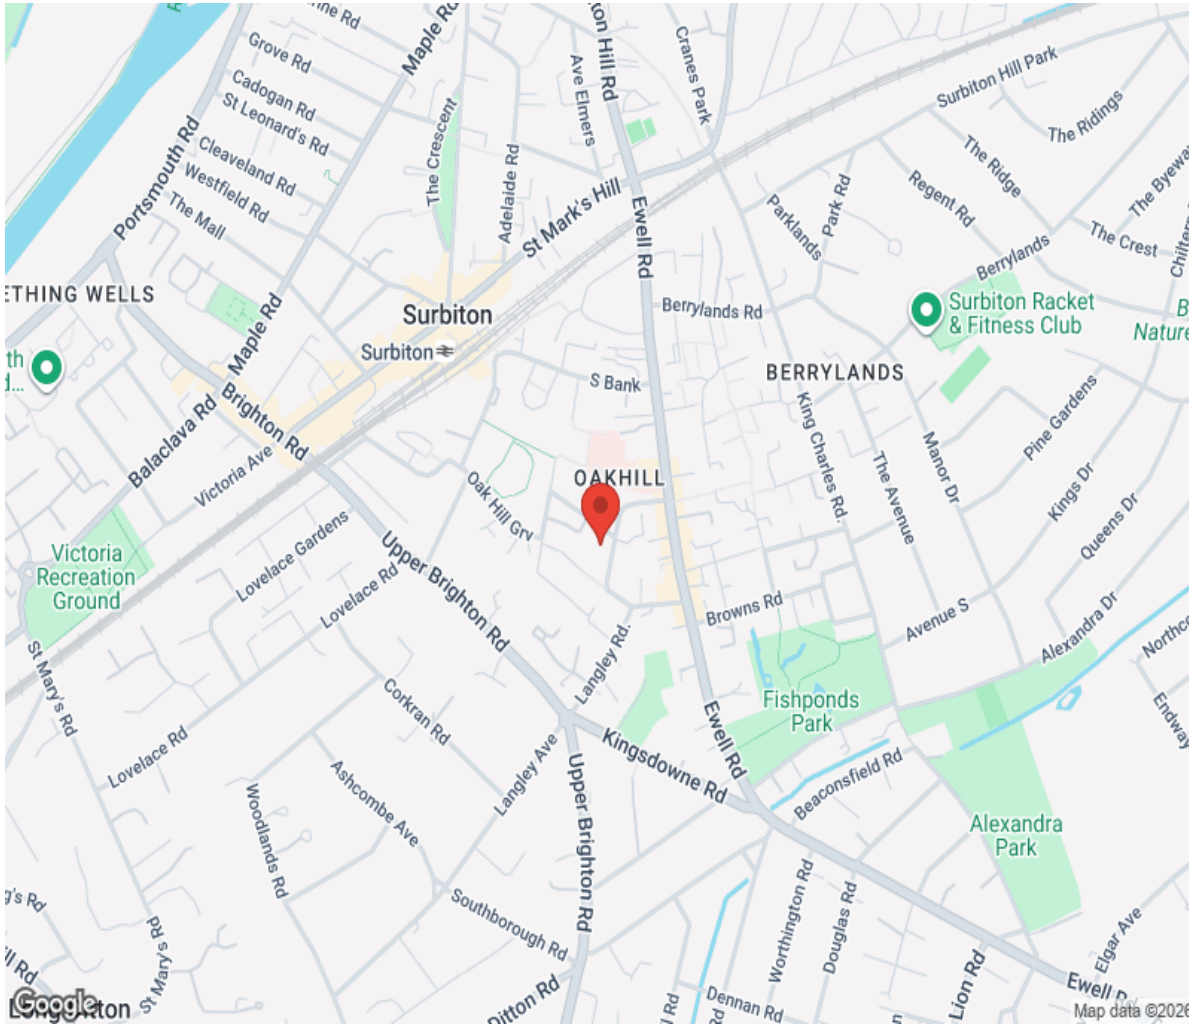 Grove Rd
Cadogan Rd
St Leonard's Rd
Cleaveland Rd
Westfield Rd
The Mall
Portsmouth Rd
Maple Rd
The Crescent
Adelaide Rd
Ave Elmers
Cranes Park
Surbiton Hill Park
The Ridings
The Ridge
Regent Rd
Park Rd
Parklands
The Byeway
The Crest
Berrylands
St Mark's Hill
Ewell Rd
Berrylands Rd
Surbiton
Surbiton
Maple Rd
Surbiton Racket
& Fitness Club
BERRYLANDS
S Bank
Brighton Rd
Balaclava Rd
Victoria Ave
OAKHILL
Oak Hill Grv
King Charles Rd.
The Avenue
Manor Dr
Pine Gardens
Kings Dr
Queens Dr
Victoria
Recreation
Ground
Lovelace Gardens
Lovelace Rd
Upper Brighton Rd
Browns Rd
Avenue S
Alexandra Dr
St Mary's Rd
Langley Rd.
Fishponds
Park
Endway
Corkran Rd
Ewell Rd
Lovelace Rd
Langley Ave
Kingsdowne Rd
Upper Brighton Rd
Beaconsfield Rd
Ashcombe Ave
Woodlands Rd
Alexandra
Park
Southborough Rd
Worthington Rd
Douglas Rd
Elgar Ave
St Mary's Rd
Ditton Rd
Dennan Rd
Lion Rd
Google
Map data ©2026